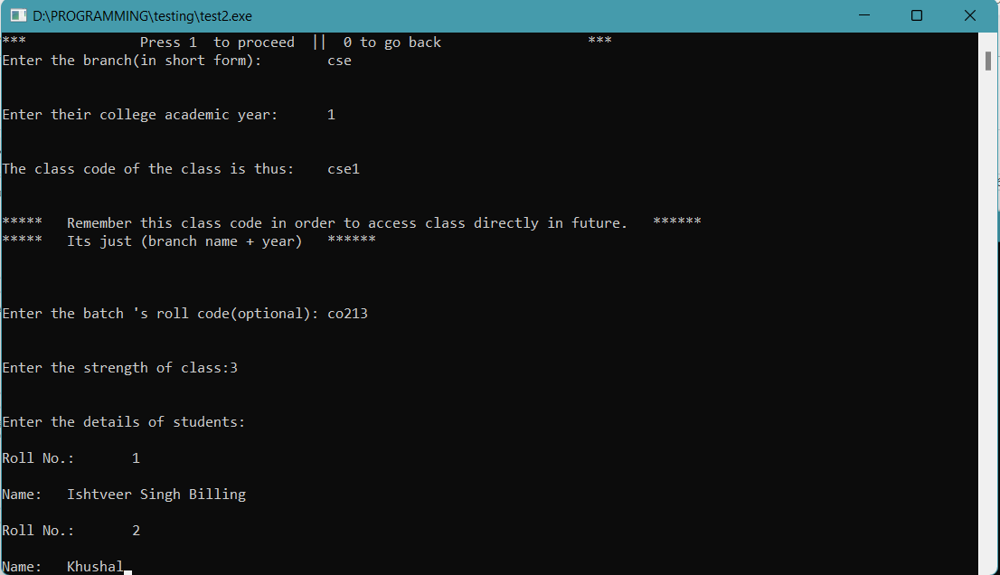 D:\PROGRAMMING\testing\test2.exe
*** Press 1 to proceed || 0 to go back ***
Enter the branch(in short form): cse
Enter their college academic year: 1
The class code of the class is thus: cse1
***** Remember this class code in order to access class directly in future. ******
***** Its just (branch name + year) ******
Enter the batch 's roll code(optional): co213
Enter the strength of class:3
Enter the details of students:
Roll No.: 1
Name: Ishtveer Singh Billing
Roll No.: 2
Name: Khushal